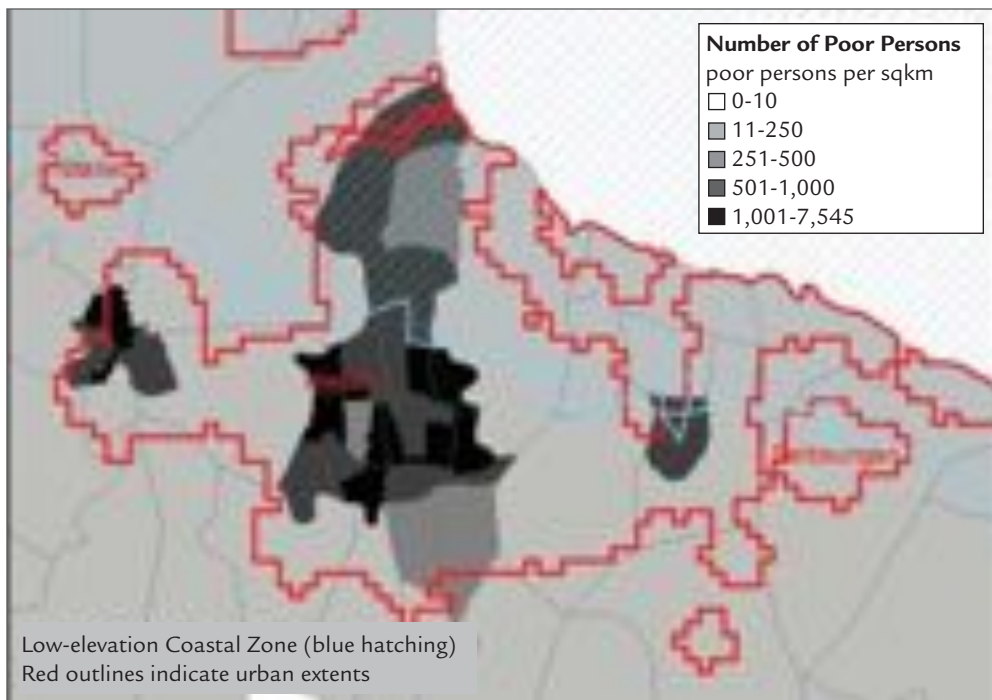 Number of Poor Persons
poor persons per sqkm
0-10
11-250
251-500
501-1,000
1,001-7,545
Low-elevation Coastal Zone (blue hatching)
Red outlines indicate urban extents